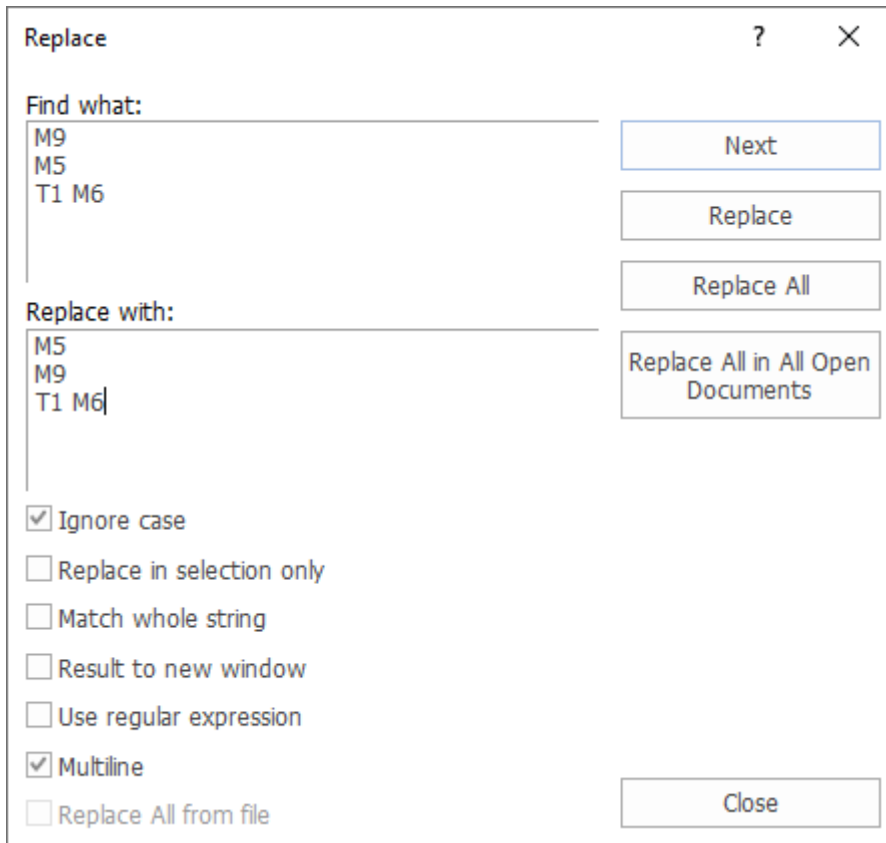 Replace ?
Find what:
M9
M5
T1 M6
Next
Replace
Replace All
Replace All in All Open
Documents
Replace with:
M5
M9
T1 M6
Ignore case
Replace in selection only
Match whole string
Result to new window
Use regular expression
Multiline
Replace All from file
Close